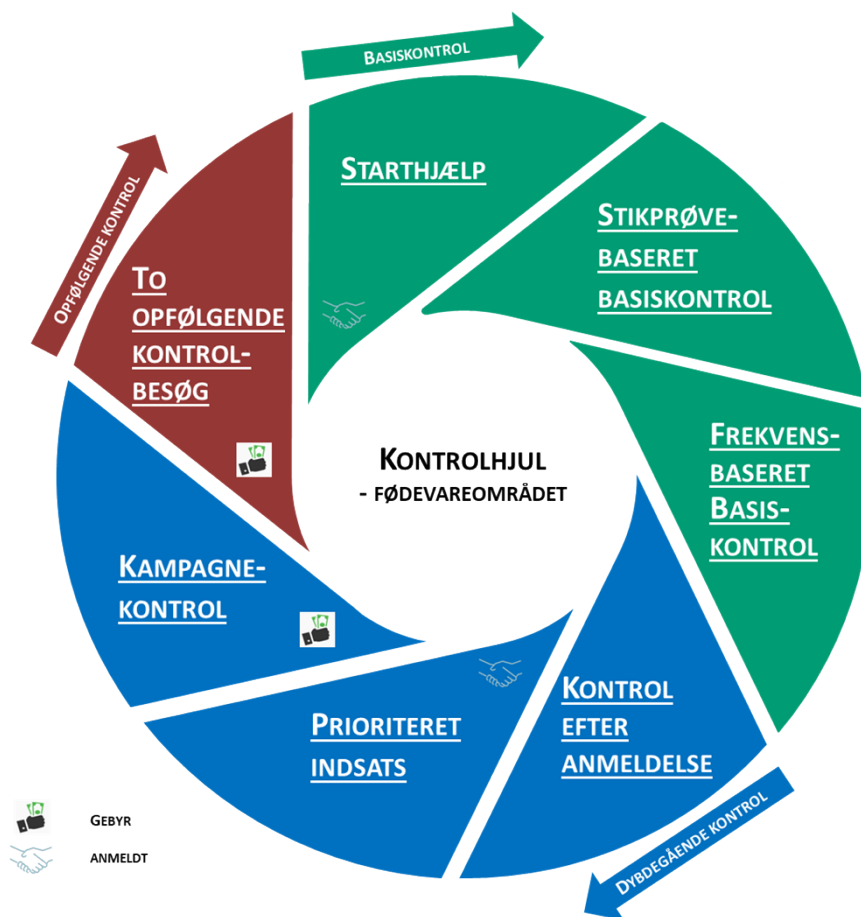 BASISKONTROL
STARTHJÆLP
STIKPRØVE-
BASERET
BASISKONTROL
FREKVENS-
BASERET
BASIS-
KONTROL
DYBDEGÅENDE KONTROL
KONTROL
EFTER
ANMELDELSE
PRIORITERET
INDSATS
KAMPAGNE-
KONTROL
OPFØLGENDE KONTROL
TO
OPFØLGENDE
KONTROL-
BESØG
KONTROLHJUL
- FØDEVAREOMRÅDET
GEBYR
ANMELDT